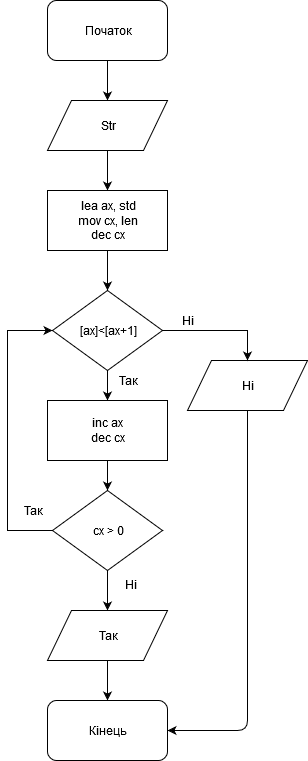 Початок
Str
lea ax, std
mov cx, len
dec cx
[ax]<[ax+1]
Ні
Так
Ні
inc ax
dec cx
Так
cx > 0
Ні
Так
Кінець